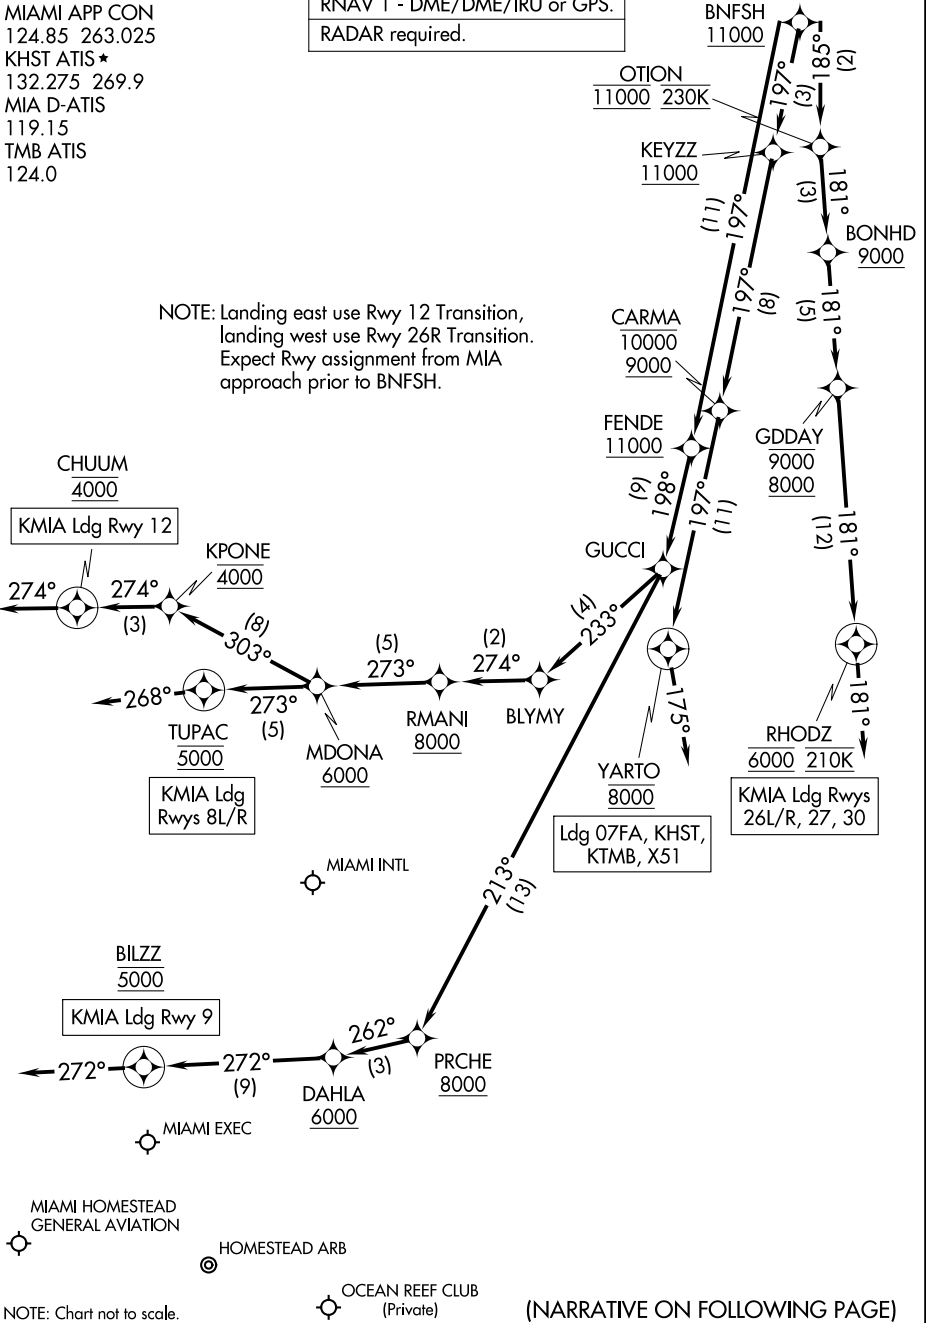 MIAMI APP CON
124.85 263.025
KHST ATIS★
132.275 269.9
MIA D-ATIS
119.15
TMB ATIS
124.0
RNAV 1 - DME/DME/IRU or GPS.
RADAR required.
BNFSH
11000
OTION
11000 230K
KEYZZ
11000
197°
(3)
185°
(2)
181°
(3)
BONHD
9000
(11)
197°
197°
(8)
181°
(5)
NOTE: Landing east use Rwy 12 Transition,
landing west use Rwy 26R Transition.
Expect Rwy assignment from MIA
approach prior to BNFSH.
CARMA
10000
9000
FENDE
11000
GDDAY
9000
8000
(9)
198°
197°
(11)
181°
(12)
CHUUM
4000
KMIA Ldg Rwy 12
KPONE
4000
GUCCI
274°
274°
(3)
(8)
303°
(4)
233°
(5)
273°
(2)
274°
268°
273°
(5)
TUPAC
5000
KMIA Ldg
Rwys 8L/R
MDONA
6000
RMANI
8000
BLYMY
175°
181°
YARTO
8000
Ldg 07FA, KHST,
KTMB, X51
RHODZ
6000 210K
KMIA Ldg Rwys
26L/R, 27, 30
MIAMI INTL
213°
(13)
BILZZ
5000
KMIA Ldg Rwy 9
272°
272°
(9)
262°
(3)
DAHLA
6000
PRCHE
8000
MIAMI EXEC
MIAMI HOMESTEAD
GENERAL AVIATION
HOMESTEAD ARB
OCEAN REEF CLUB
(Private)
NOTE: Chart not to scale.
(NARRATIVE ON FOLLOWING PAGE)